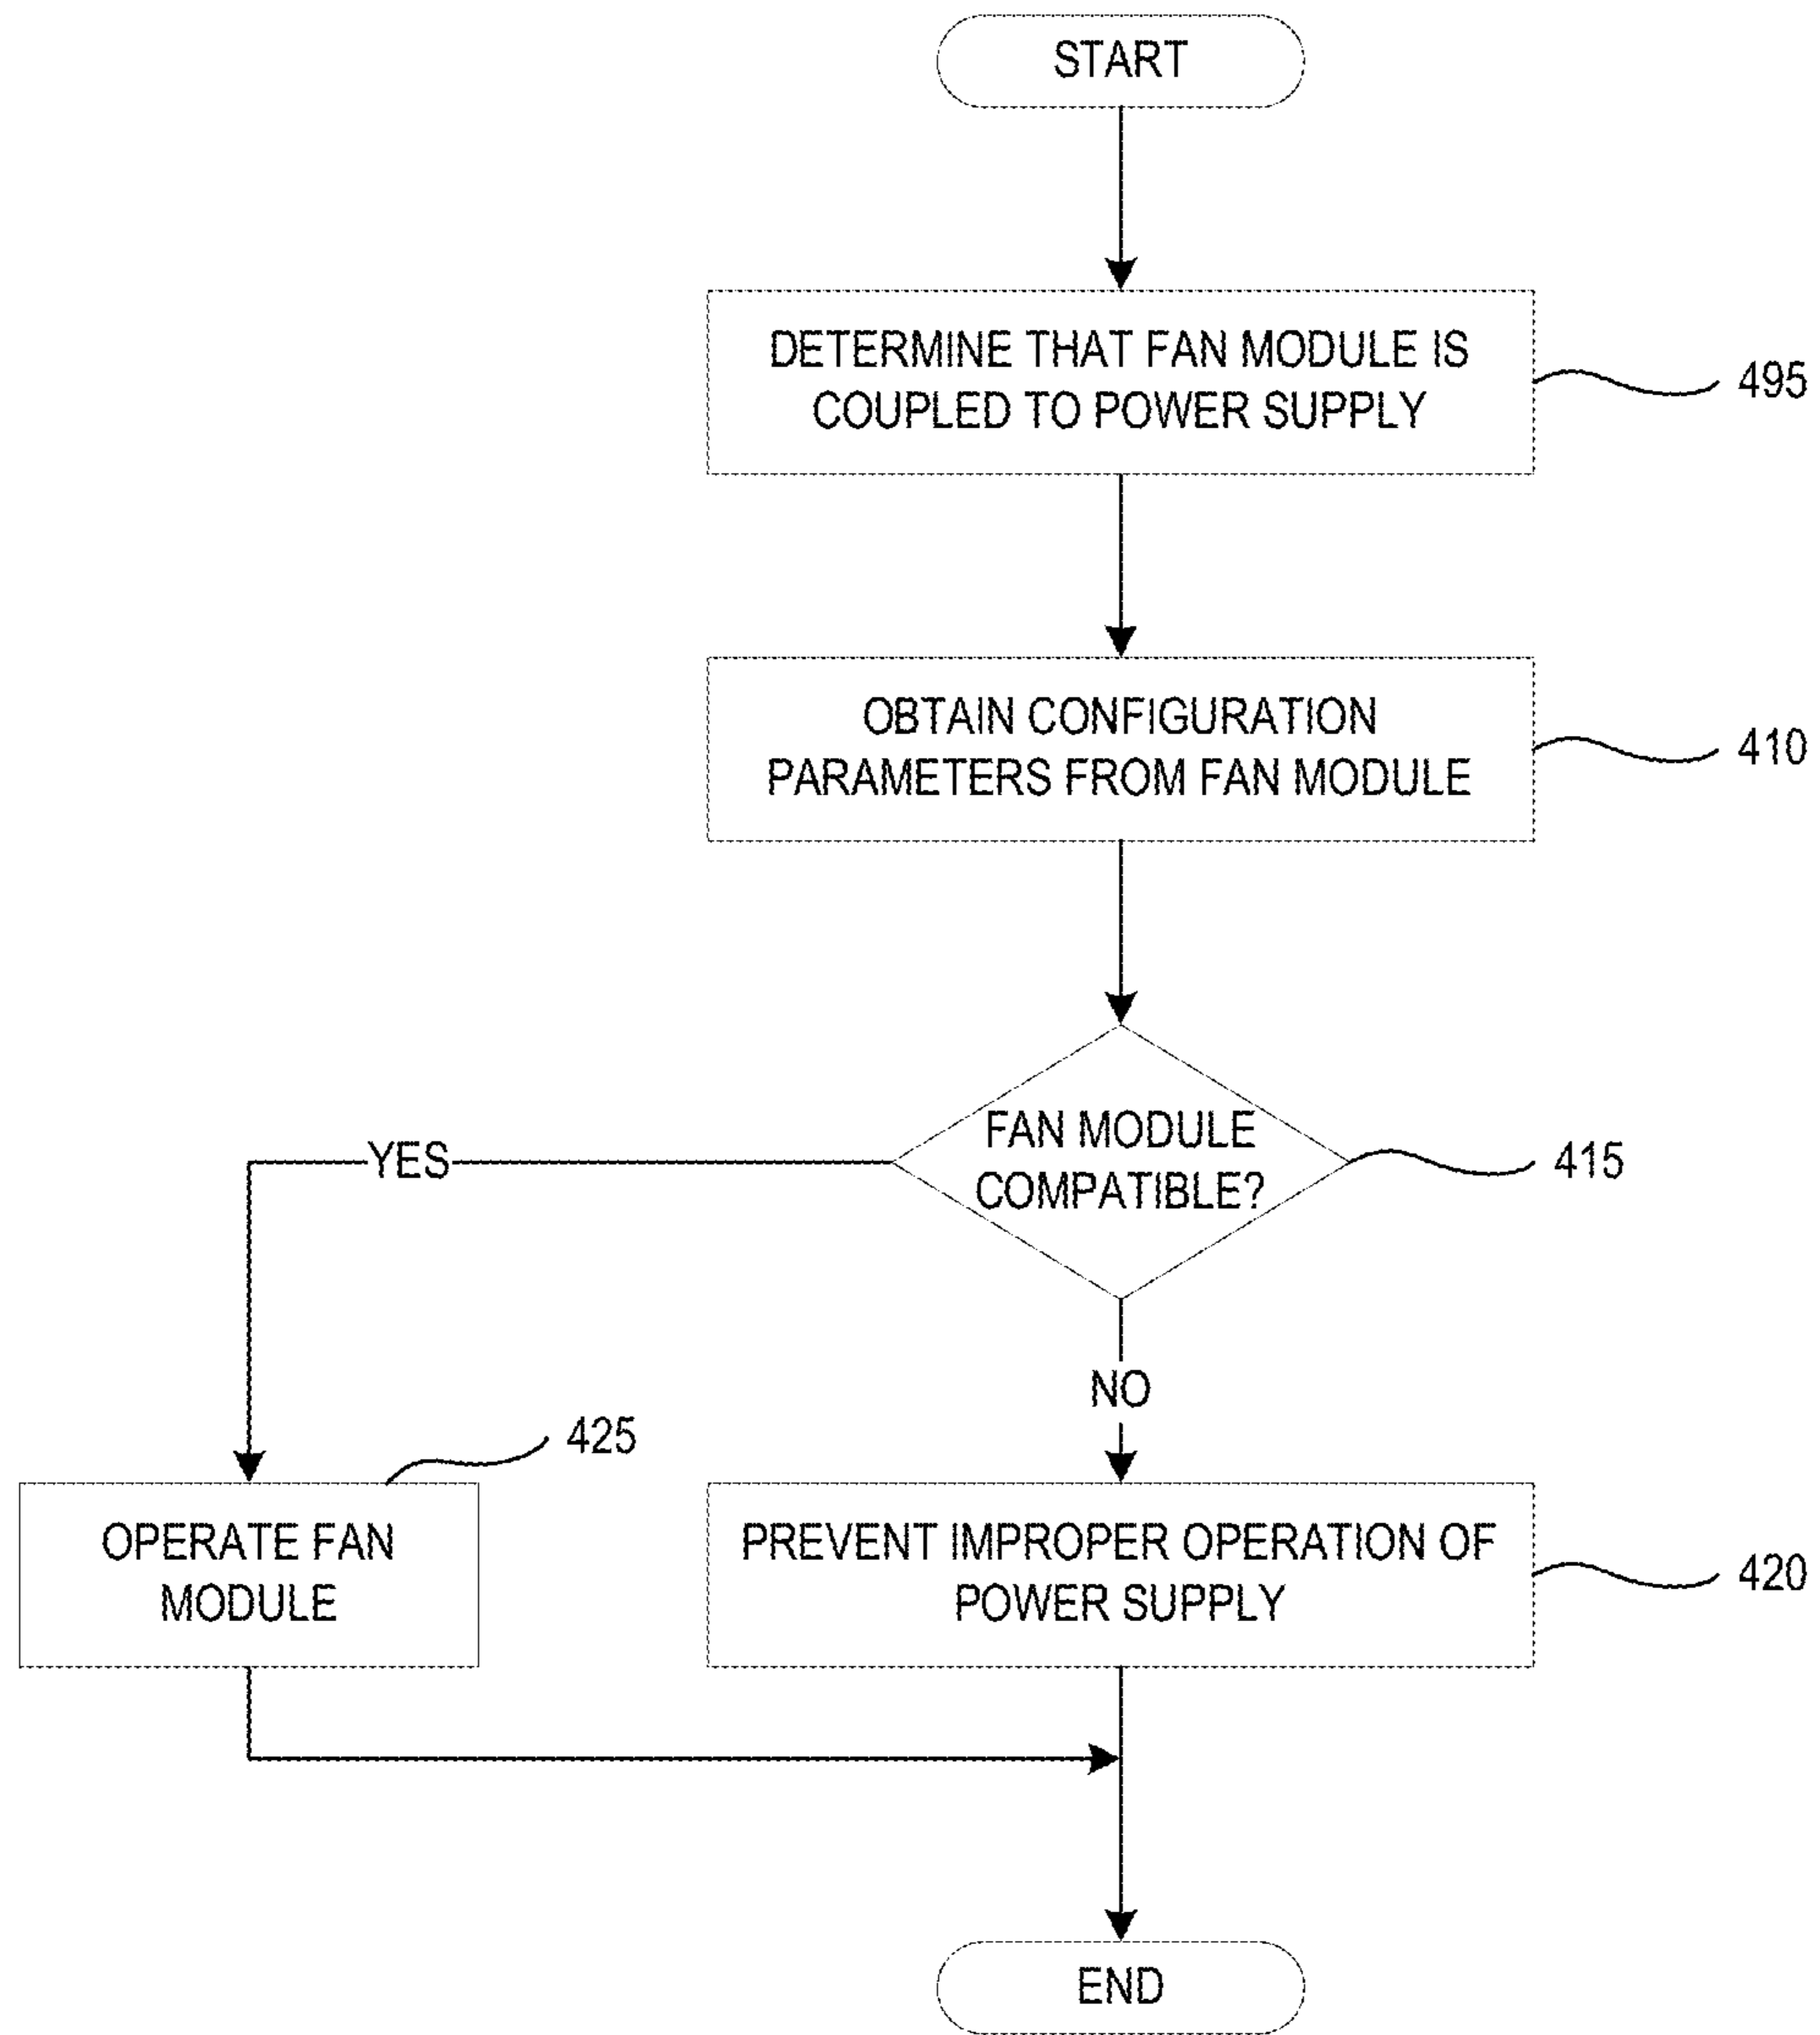 START
DETERMINE THAT FAN MODULE IS
COUPLED TO POWER SUPPLY
495
OBTAIN CONFIGURATION
PARAMETERS FROM FAN MODULE
410
FAN MODULE
COMPATIBLE?
415
YES
NO
425
OPERATE FAN
MODULE
PREVENT IMPROPER OPERATION OF
POWER SUPPLY
420
END